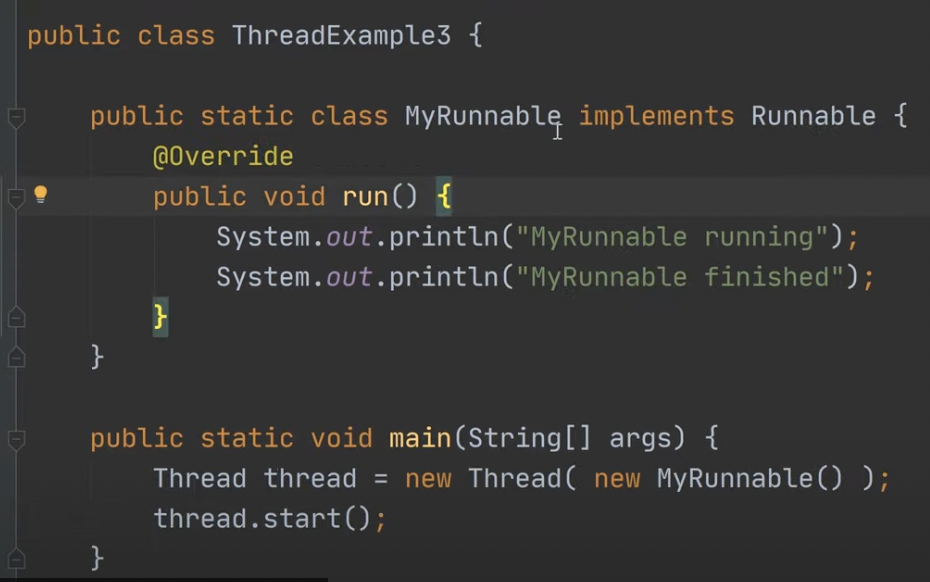 public class ThreadExample3 {
public static class MyRunnable implements Runnable {
@Override
public void run() {
System.out.println("MyRunnable running");
System.out.println("MyRunnable finished");
}
}
public static void main(String[] args) {
Thread thread = new Thread( new MyRunnable() );
thread.start();
}